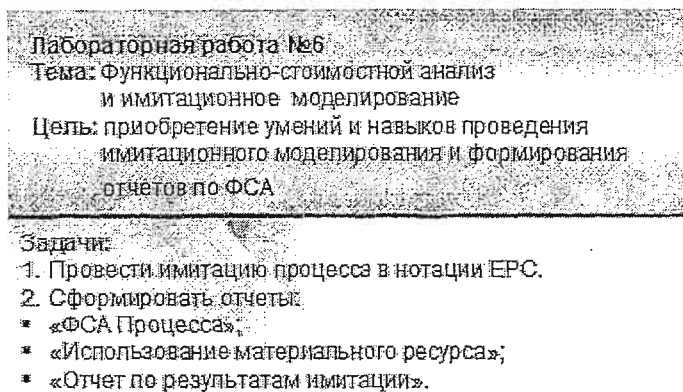 Лабораторная работа №6
Тема: Функционально-стоимостной анализ
и имитационное моделирование
Цель: приобретение умений и навыков проведения
имитационного моделирования и формирования
отчетов по ФСА
Задачи:
1. Провести имитацию процесса в нотации EPC.
2. Сформировать отчеты:
▪ «ФСА Процесса»;
▪ «Использование материального ресурса»;
▪ «Отчет по результатам имитации».